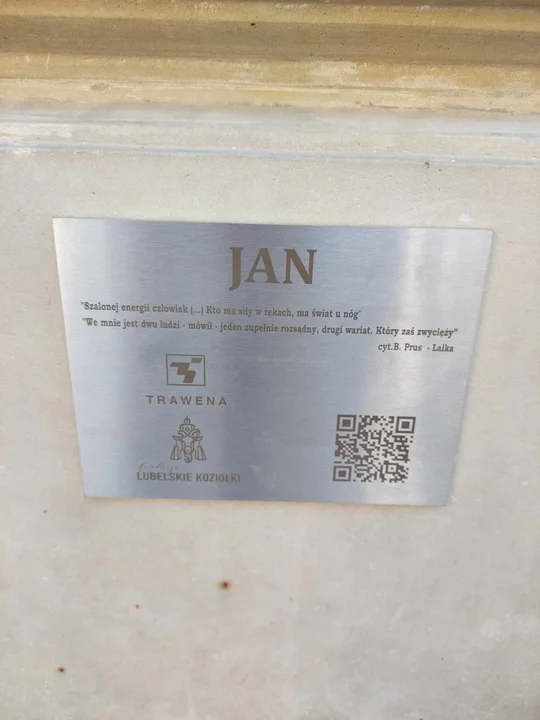 JAN
"Szalonej energii człowiek (...) Kto ma siły w rękach, ma świat u nóg"
"We mnie jest dwu ludzi - mówił - jeden zupełnie rozsądny, drugi wariat. Który zaś zwycięży"
cyt.B. Prus - Lalka
TRAWENA
LUBELSKIE KOZIOŁKI